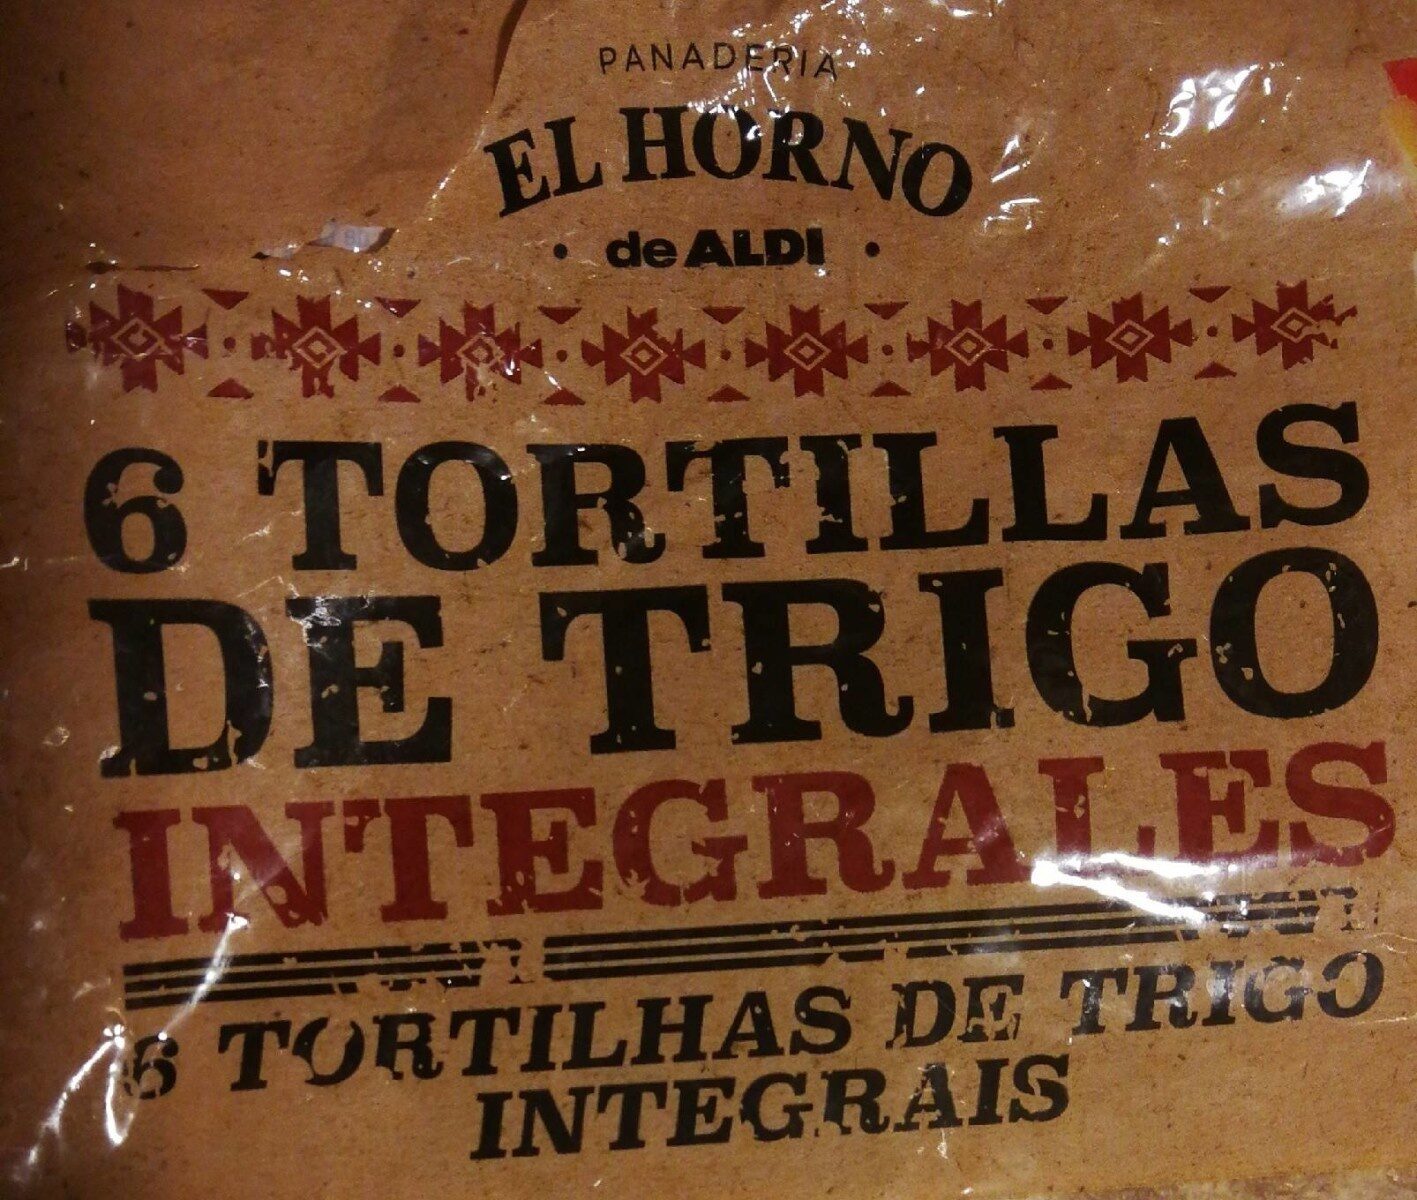 PANADERIA
EL HORNO
• de ALDI •
6 TORTILLAS
DE TRIGO
INTEGRALES
6 TORTILHAS DE TRIGO
INTEGRAIS